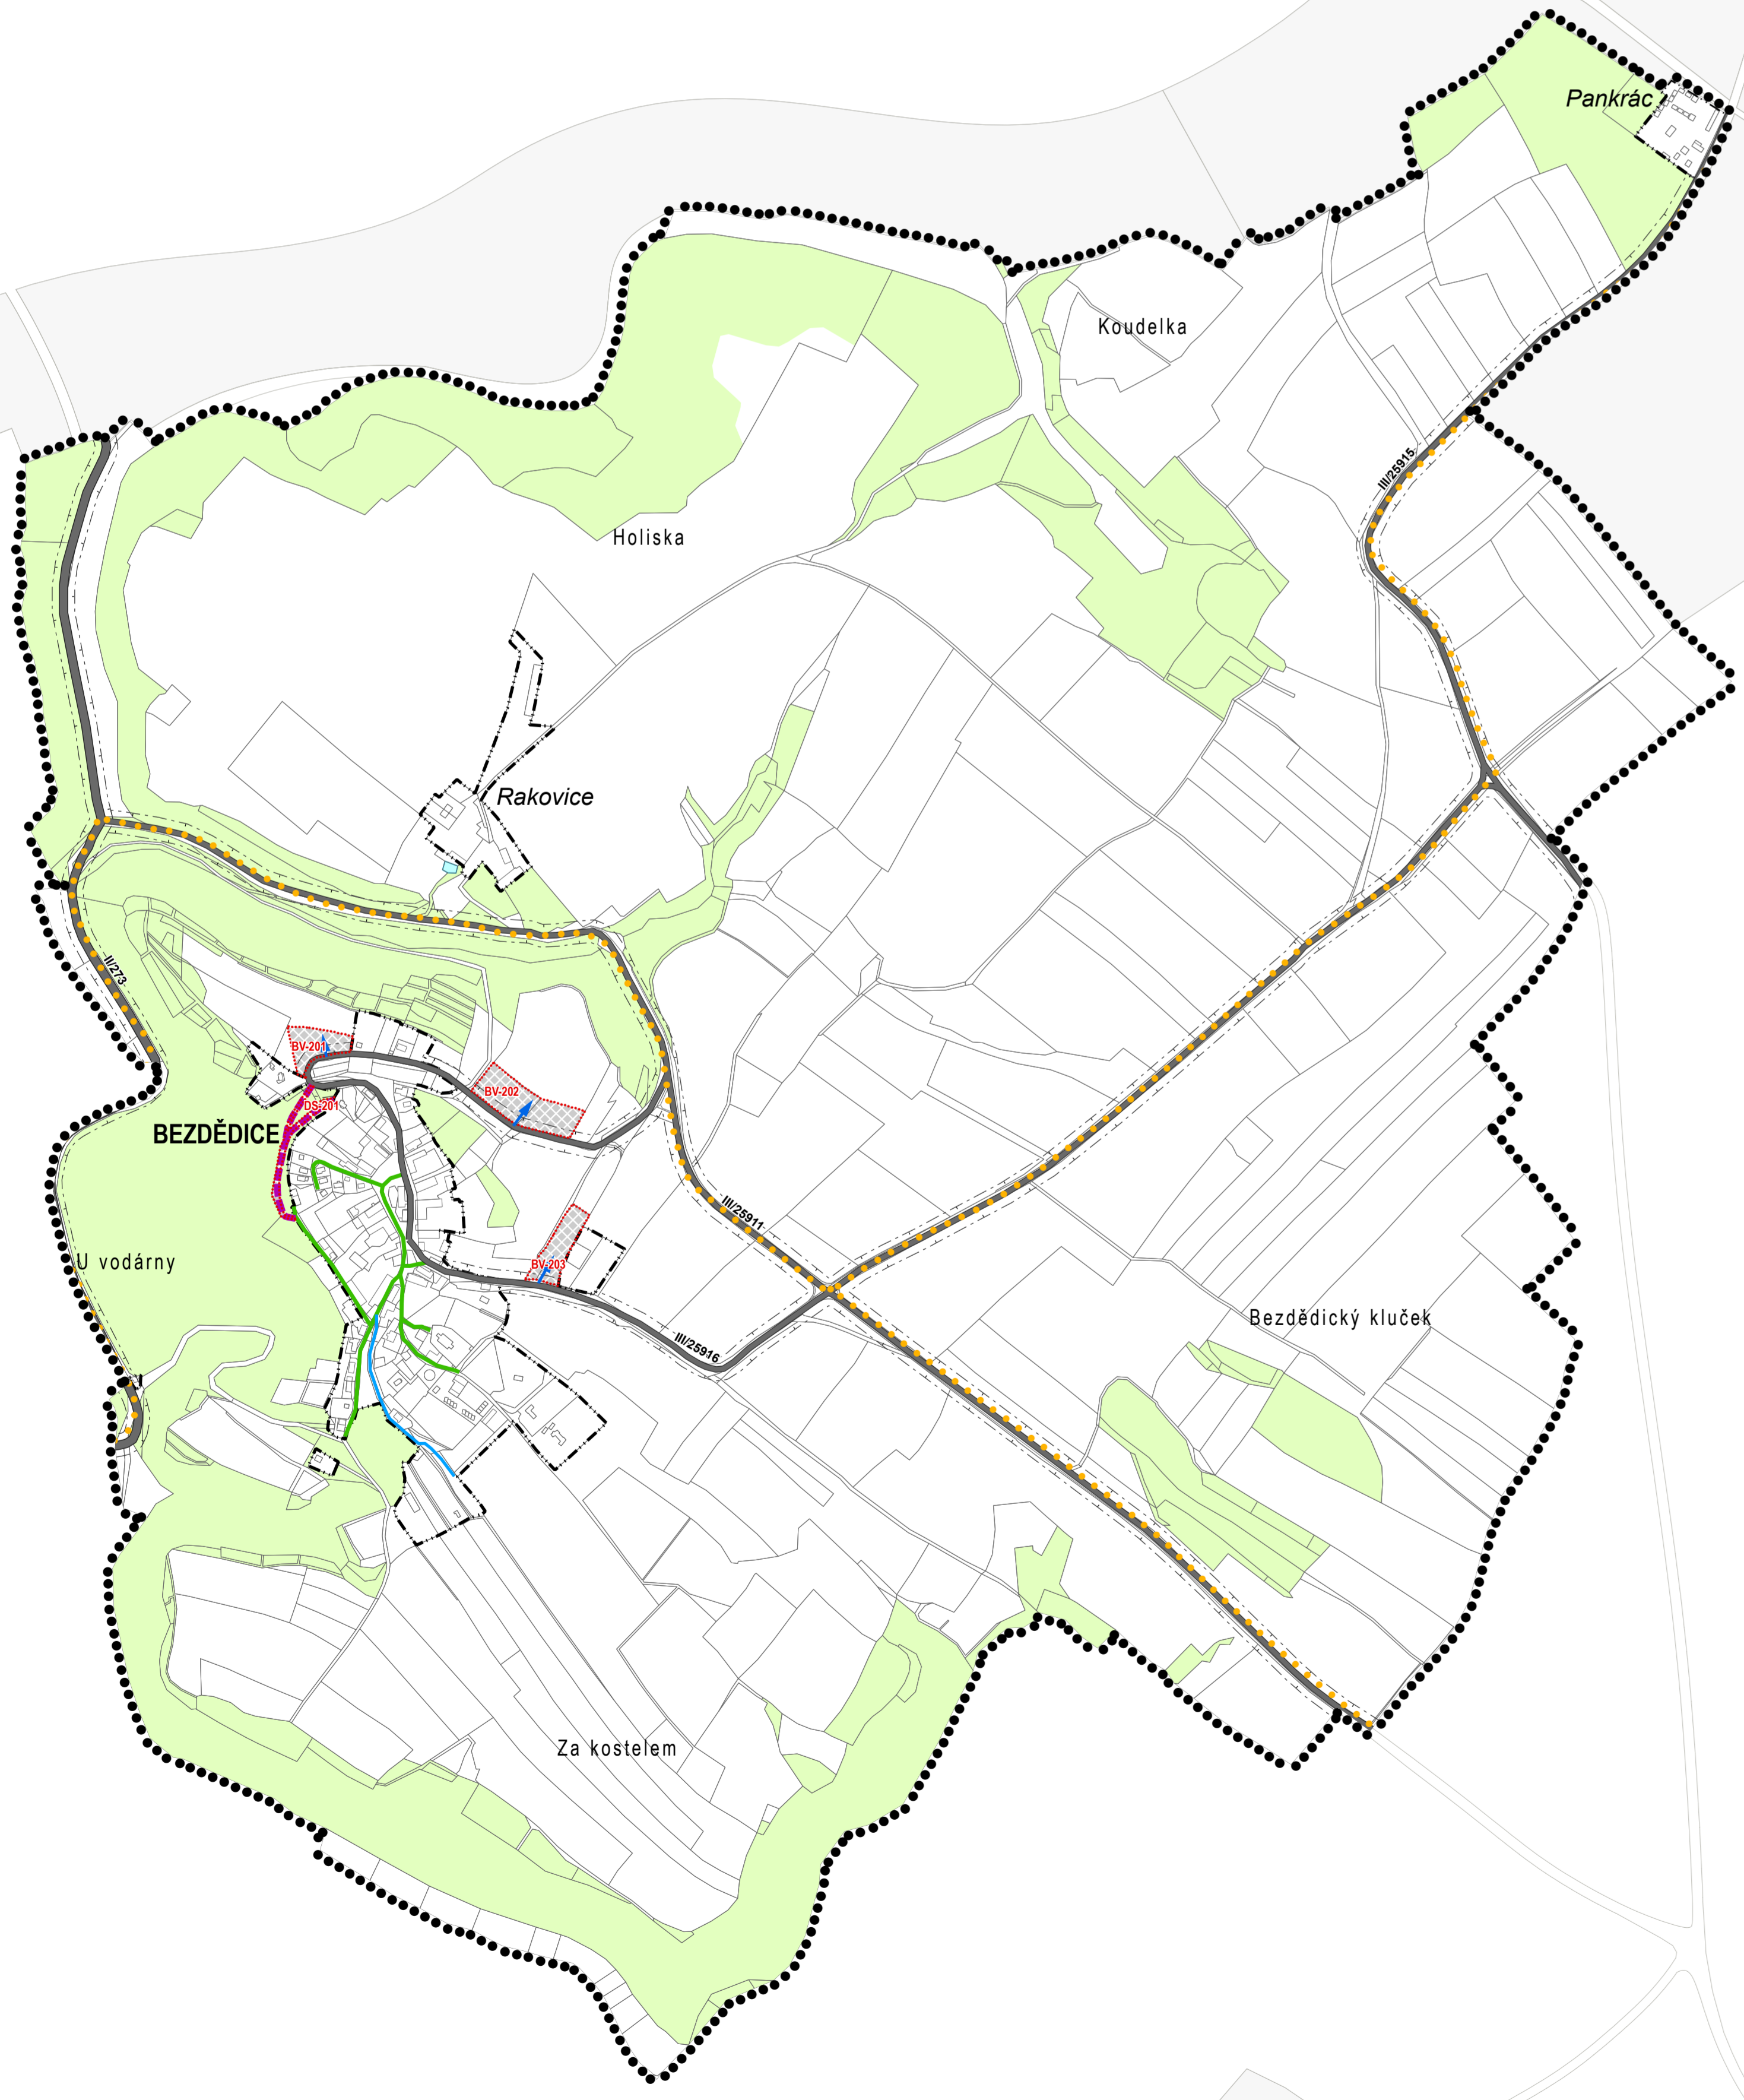 Pankrác
Koudelka
III/25915
Holiska
Rakovice
II/273
BV-201
BV-202
DS-201
BEZDĚDICE
III/25911
U vodárny
BV-203
Bezdědický kluček
III/25916
Za kostelem